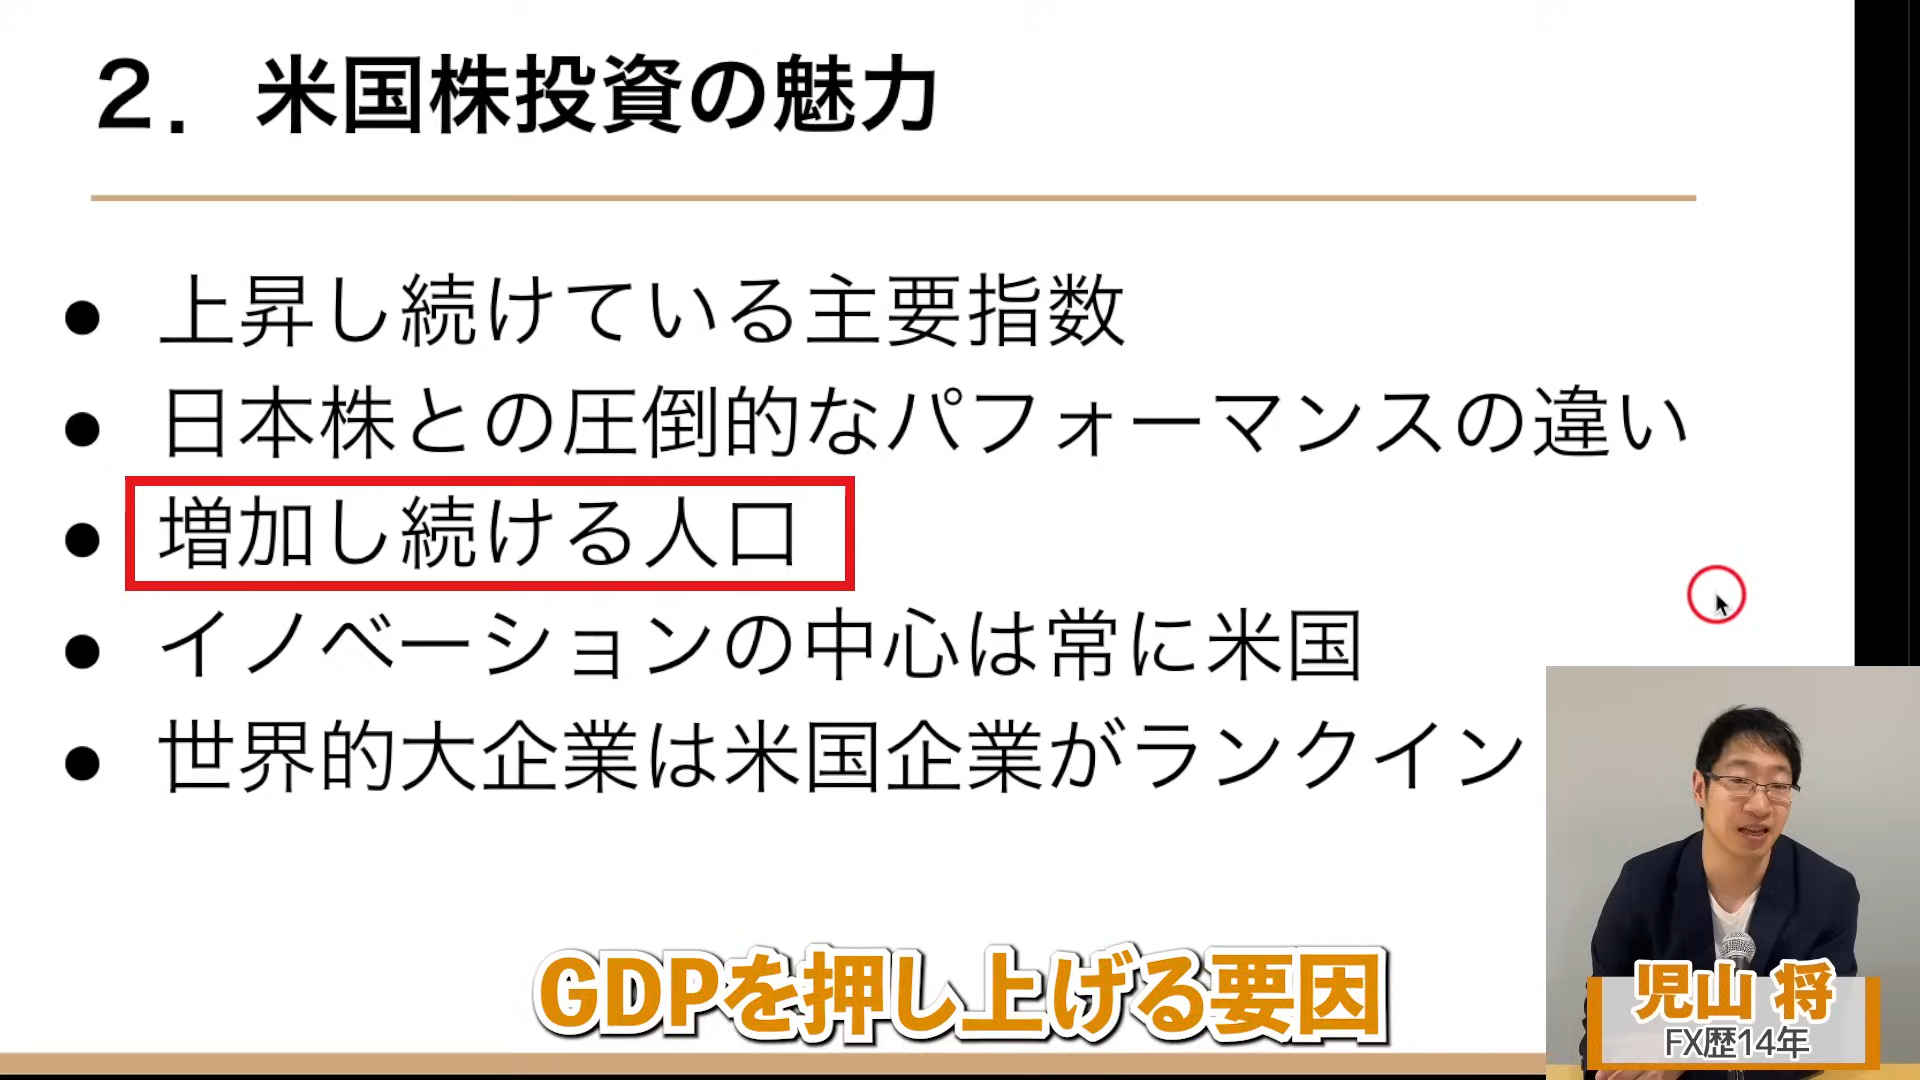 ２．米国株投資の魅力
● 上昇し続けている主要指数
● 日本株との圧倒的なパフォーマンスの違い
● 増加し続ける人口
● イノベーションの中心は常に米国
● 世界的大企業は米国企業がランクイン
GDPを押し上げる要因
児山 将
FX歴14年